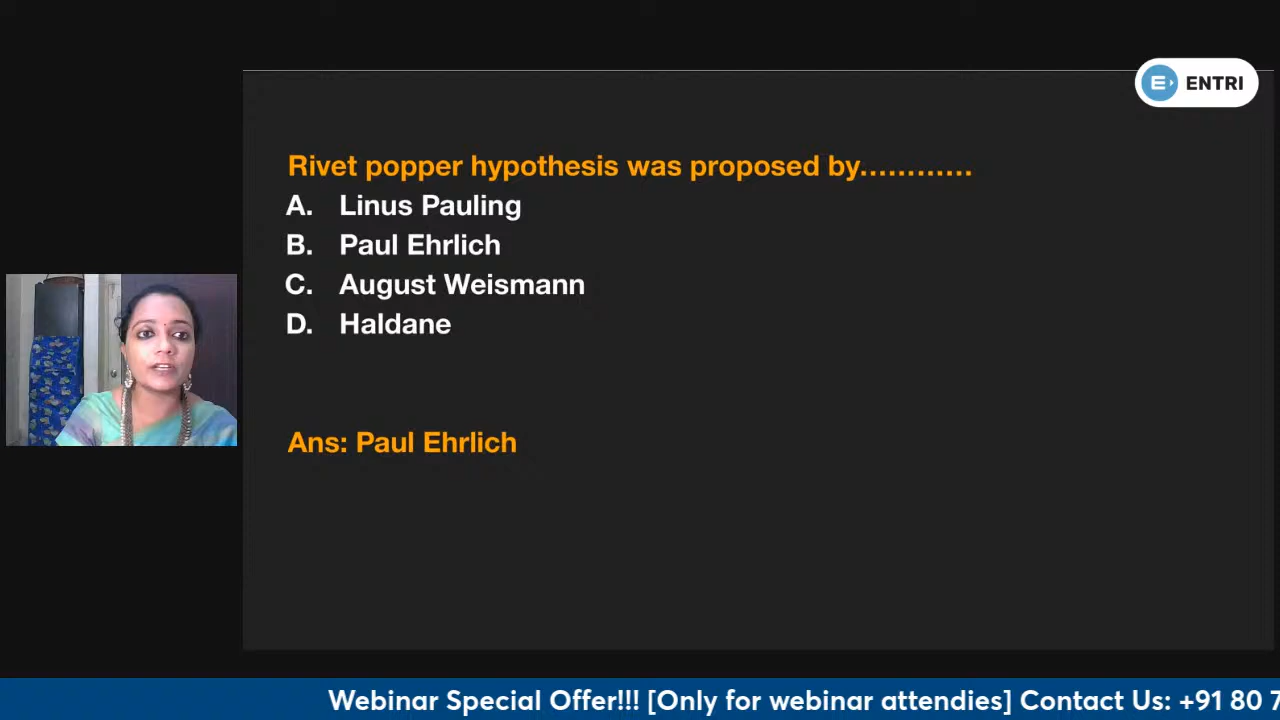 ENTRI
Rivet popper hypothesis was proposed by............
A. Linus Pauling
B. Paul Ehrlich
C. August Weismann
D. Haldane
Ans: Paul Ehrlich
Webinar Special Offer!!! [Only for webinar attendies] Contact Us: +91 80